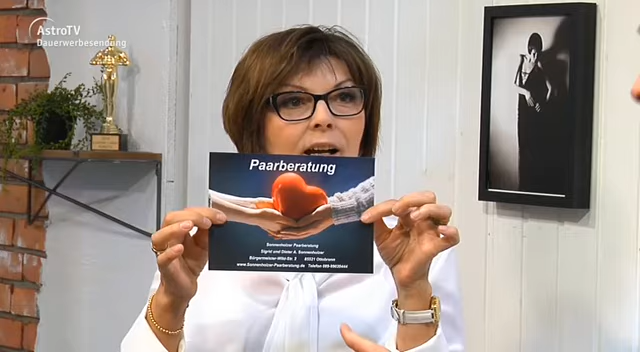 AstroTV
Dauerwerbesendung
Paarberatung
Sonnenholzer Paarberatung
Sigrid und Dieter A. Sonnenholzer
Bürgermeister-Wild-Str. 3 85521 Ottobrunn
www.Sonnenholzer-Paarberatung.de Telefon